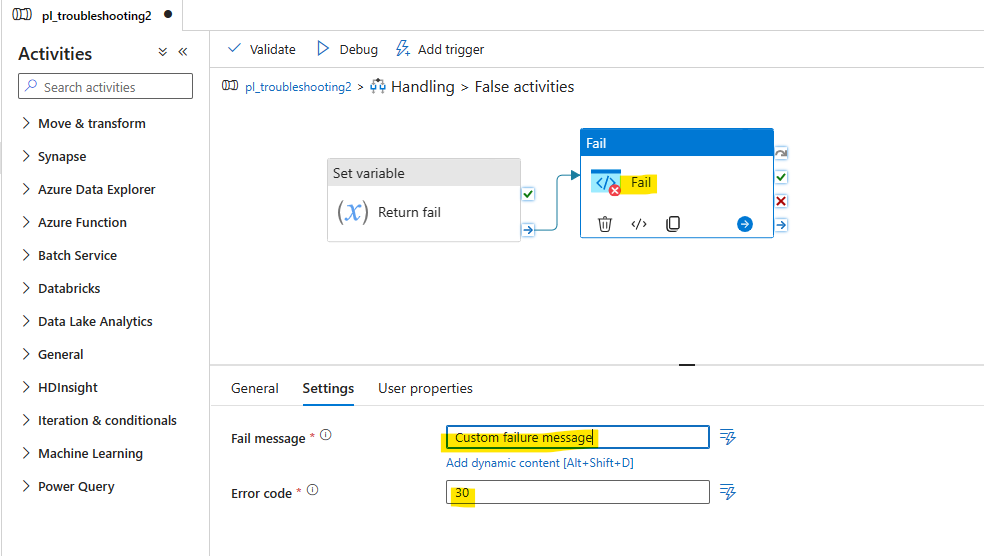 pl_troubleshooting2
Activities
Search activities
Move & transform
Synapse
Azure Data Explorer
Azure Function
Batch Service
Databricks
Data Lake Analytics
General
HDInsight
Iteration & conditionals
Machine Learning
Power Query
Validate Debug Add trigger
pl_troubleshooting2 > Handling > False activities
Set variable
(x) Return fail
Fail
Fail
General Settings User properties
Fail message * Custom failure message
Add dynamic content [Alt+Shift+D]
Error code * 30